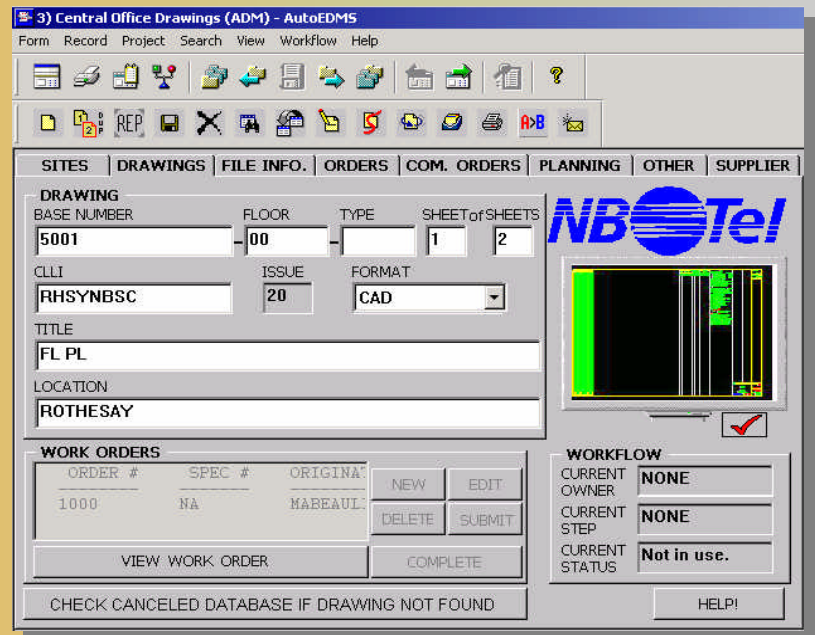 3) Central Office Drawings (ADM) - AutoEDMS
Form Record Project Search View Workflow Help
REP A>B
SITES DRAWINGS FILE INFO. ORDERS COM. ORDERS PLANNING OTHER SUPPLIER
DRAWING
BASE NUMBER FLOOR TYPE SHEET of SHEETS
5001 - 00 - 1 2
NB Tel
CLLI ISSUE FORMAT
RHSYNBSC 20 CAD
TITLE
FL PL
LOCATION
ROTHESAY
WORK ORDERS
ORDER # SPEC # ORIGINAT
1000 NA MABEAUL
NEW EDIT
DELETE SUBMIT
VIEW WORK ORDER COMPLETE
WORKFLOW
CURRENT OWNER NONE
CURRENT STEP NONE
CURRENT STATUS Not in use.
CHECK CANCELED DATABASE IF DRAWING NOT FOUND HELP!